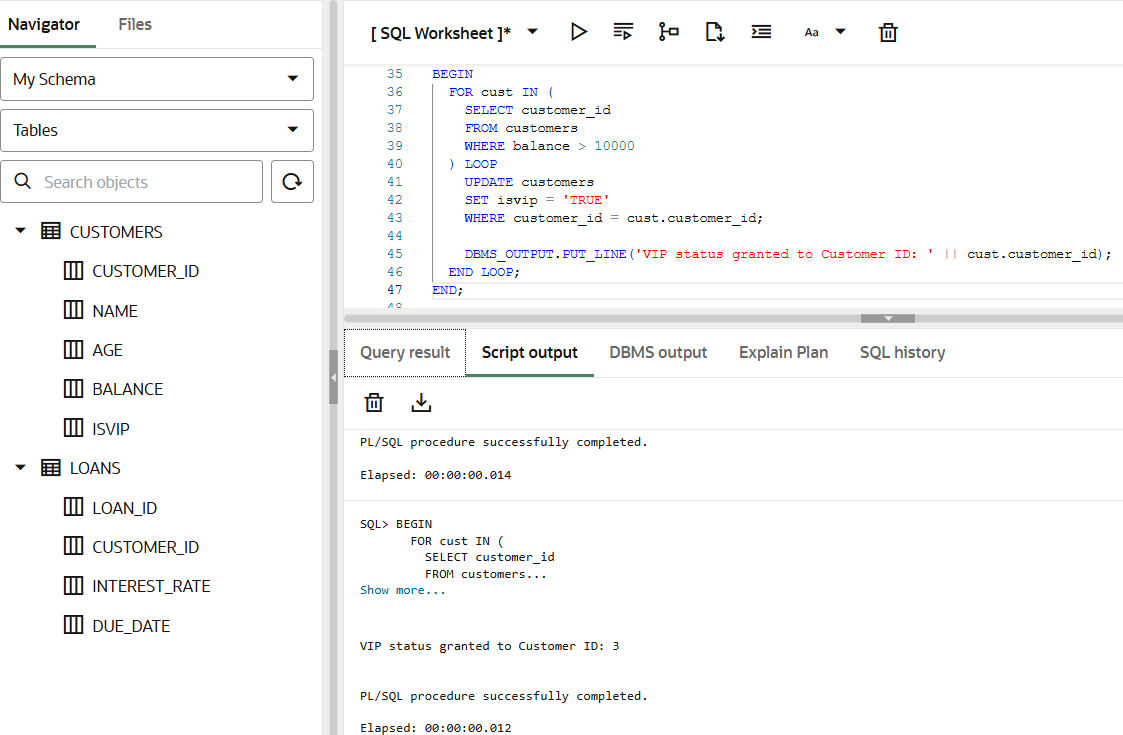 Navigator Files
My Schema
Tables
Search objects
CUSTOMERS
CUSTOMER_ID
NAME
AGE
BALANCE
ISVIP
LOANS
LOAN_ID
CUSTOMER_ID
INTEREST_RATE
DUE_DATE
[ SQL Worksheet ]* Aa
35 BEGIN
36 FOR cust IN (
37 SELECT customer_id
38 FROM customers
39 WHERE balance > 10000
40 ) LOOP
41 UPDATE customers
42 SET isvip = 'TRUE'
43 WHERE customer_id = cust.customer_id;
44
45 DBMS_OUTPUT.PUT_LINE('VIP status granted to Customer ID: ' || cust.customer_id);
46 END LOOP;
47 END;
48
Query result Script output DBMS output Explain Plan SQL history
PL/SQL procedure successfully completed.
Elapsed: 00:00:00.014
SQL> BEGIN
FOR cust IN (
SELECT customer_id
FROM customers...
Show more...
VIP status granted to Customer ID: 3
PL/SQL procedure successfully completed.
Elapsed: 00:00:00.012